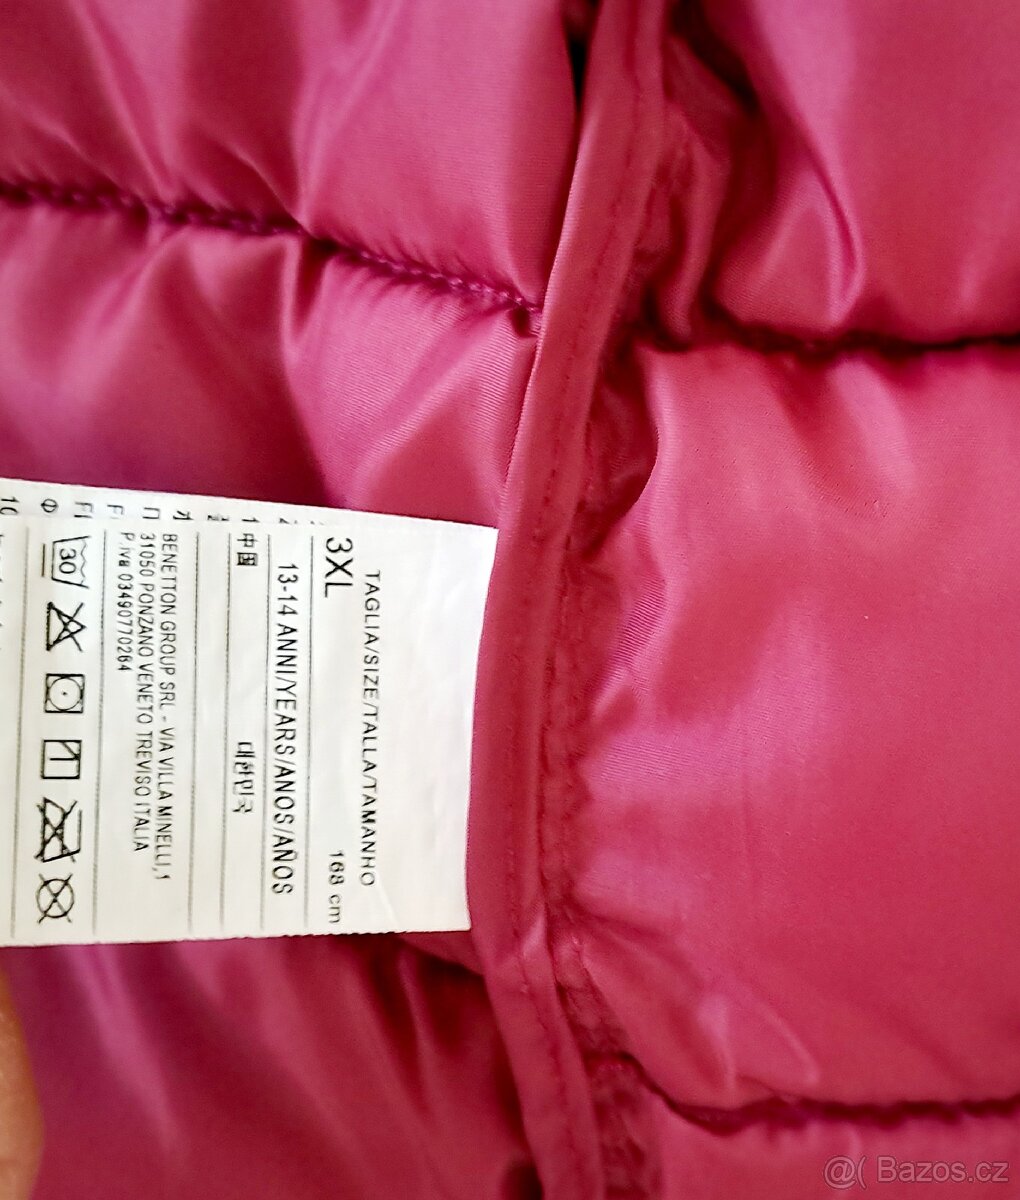 TAGLIA/SIZE/TALLA/TAMANHO
3XL 168 cm
13-14 ANNI/YEARS/ANOS/AÑOS
中国 대한민국
BENETTON GROUP SRL - VIA VILLA MINELLI,1
31050 PONZANO VENETO TREVISO ITALIA
P.iva 03490770264
30
@( Bazos.cz